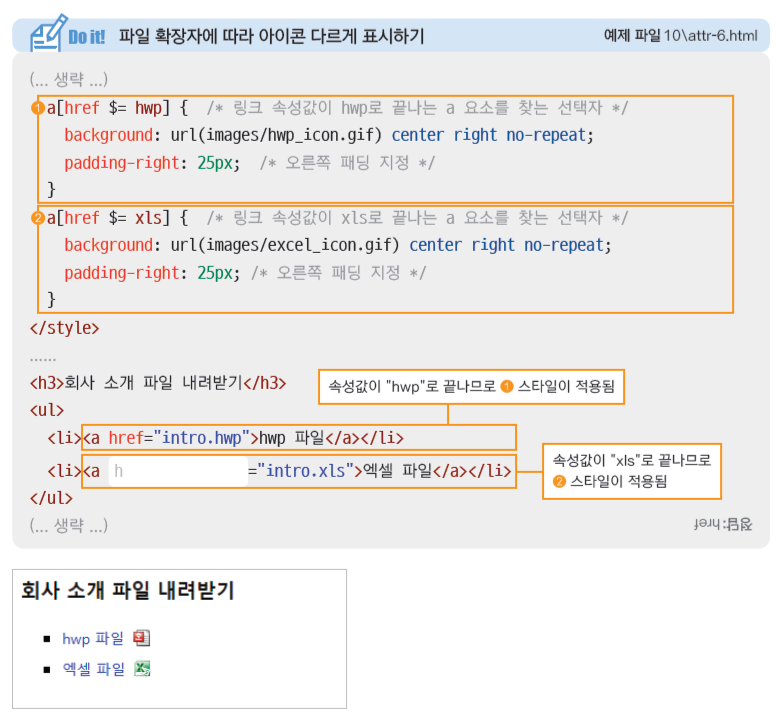 Do it! 파일 확장자에 따라 아이콘 다르게 표시하기 예제 파일 10\attr-6.html
(... 생략 ...)
1 a[href $= hwp] { /* 링크 속성값이 hwp로 끝나는 a 요소를 찾는 선택자 */
background: url(images/hwp_icon.gif) center right no-repeat;
padding-right: 25px; /* 오른쪽 패딩 지정 */
}
2 a[href $= xls] { /* 링크 속성값이 xls로 끝나는 a 요소를 찾는 선택자 */
background: url(images/excel_icon.gif) center right no-repeat;
padding-right: 25px; /* 오른쪽 패딩 지정 */
}
</style>
......
<h3>회사 소개 파일 내려받기</h3>
속성값이 "hwp"로 끝나므로 1 스타일이 적용됨
<ul>
<li><a href="intro.hwp">hwp 파일</a></li>
<li><a h ="intro.xls">엑셀 파일</a></li>
속성값이 "xls"로 끝나므로
2 스타일이 적용됨
</ul>
(... 생략 ...)
정답: href
회사 소개 파일 내려받기
hwp 파일
엑셀 파일